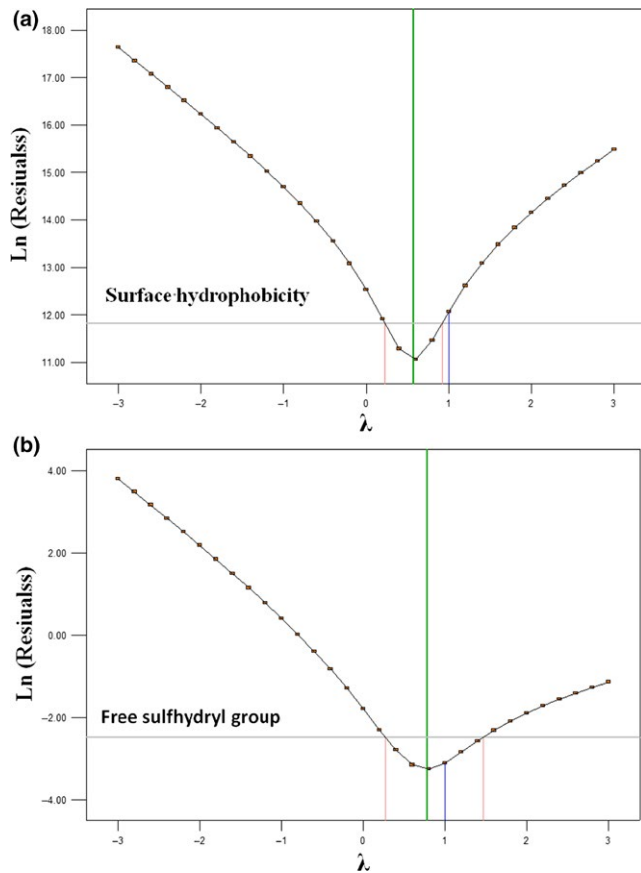 (a)
18.00
17.00
16.00
15.00
14.00
13.00
12.00
11.00
Ln (Resiualss)
Surface hydrophobicity
–3 –2 –1 0 1 2 3
λ
(b)
4.00
2.00
0.00
–2.00
–4.00
Ln (Resiualss)
Free sulfhydryl group
–3 –2 –1 0 1 2 3
λ